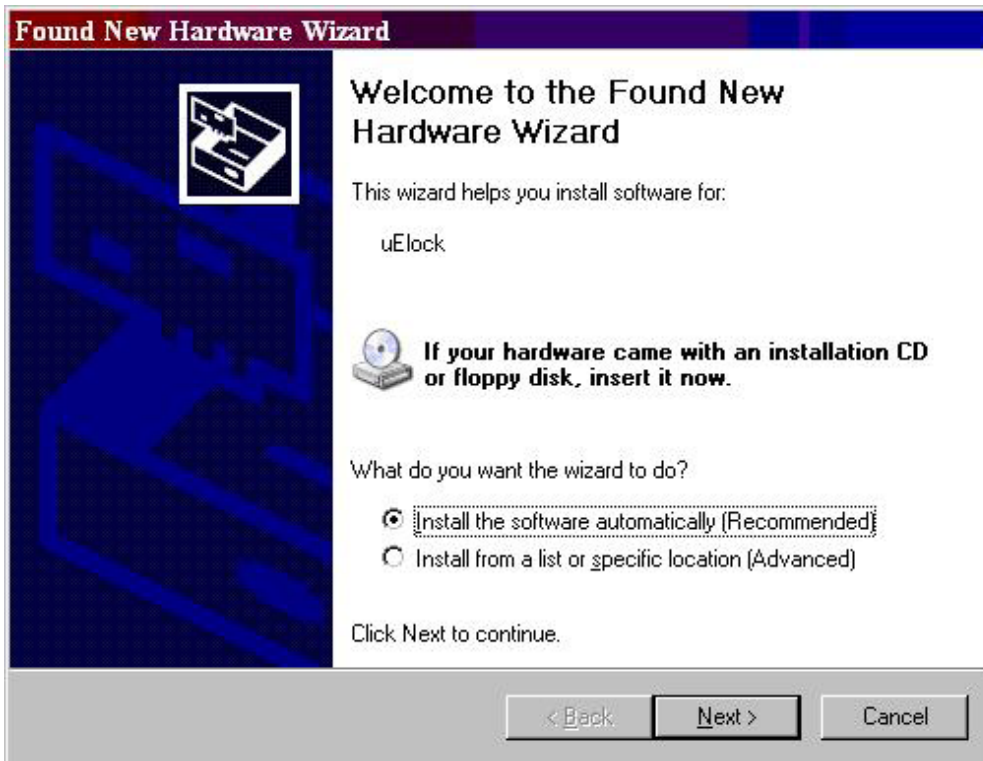 Found New Hardware Wizard
Welcome to the Found New
Hardware Wizard
This wizard helps you install software for:
uElock
If your hardware came with an installation CD
or floppy disk, insert it now.
What do you want the wizard to do?
Install the software automatically (Recommended)
Install from a list or specific location (Advanced)
Click Next to continue.
< Back
Next >
Cancel